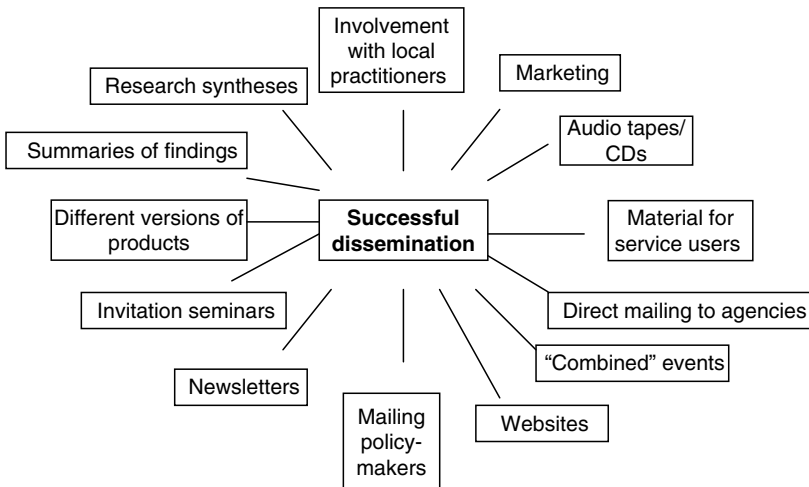 Involvement
with local
practitioners
Marketing
Research syntheses
Audio tapes/
CDs
Summaries of findings
Different versions of
products
Successful
dissemination
Material for
service users
Invitation seminars
Direct mailing to agencies
“Combined” events
Newsletters
Mailing
policy-
makers
Websites